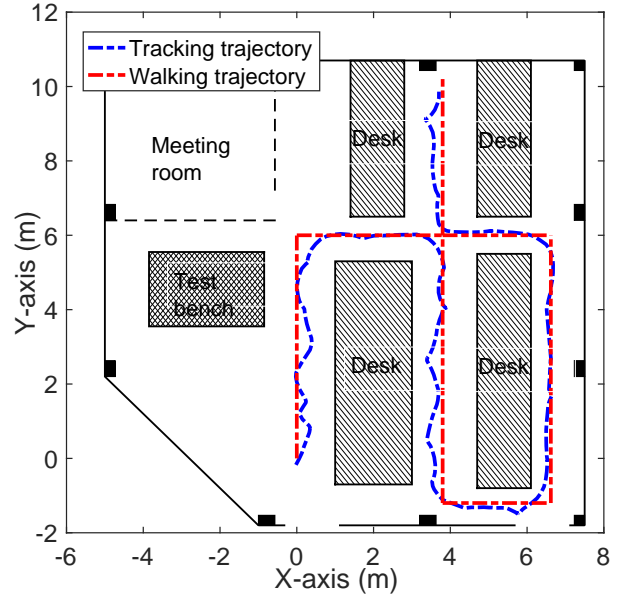 12
10
8
6
4
2
0
-2
Y-axis (m)
Tracking trajectory
Walking trajectory
Meeting
room
Desk
Desk
Test
bench
Desk
Desk
-6
-4
-2
0
2
4
6
8
X-axis (m)